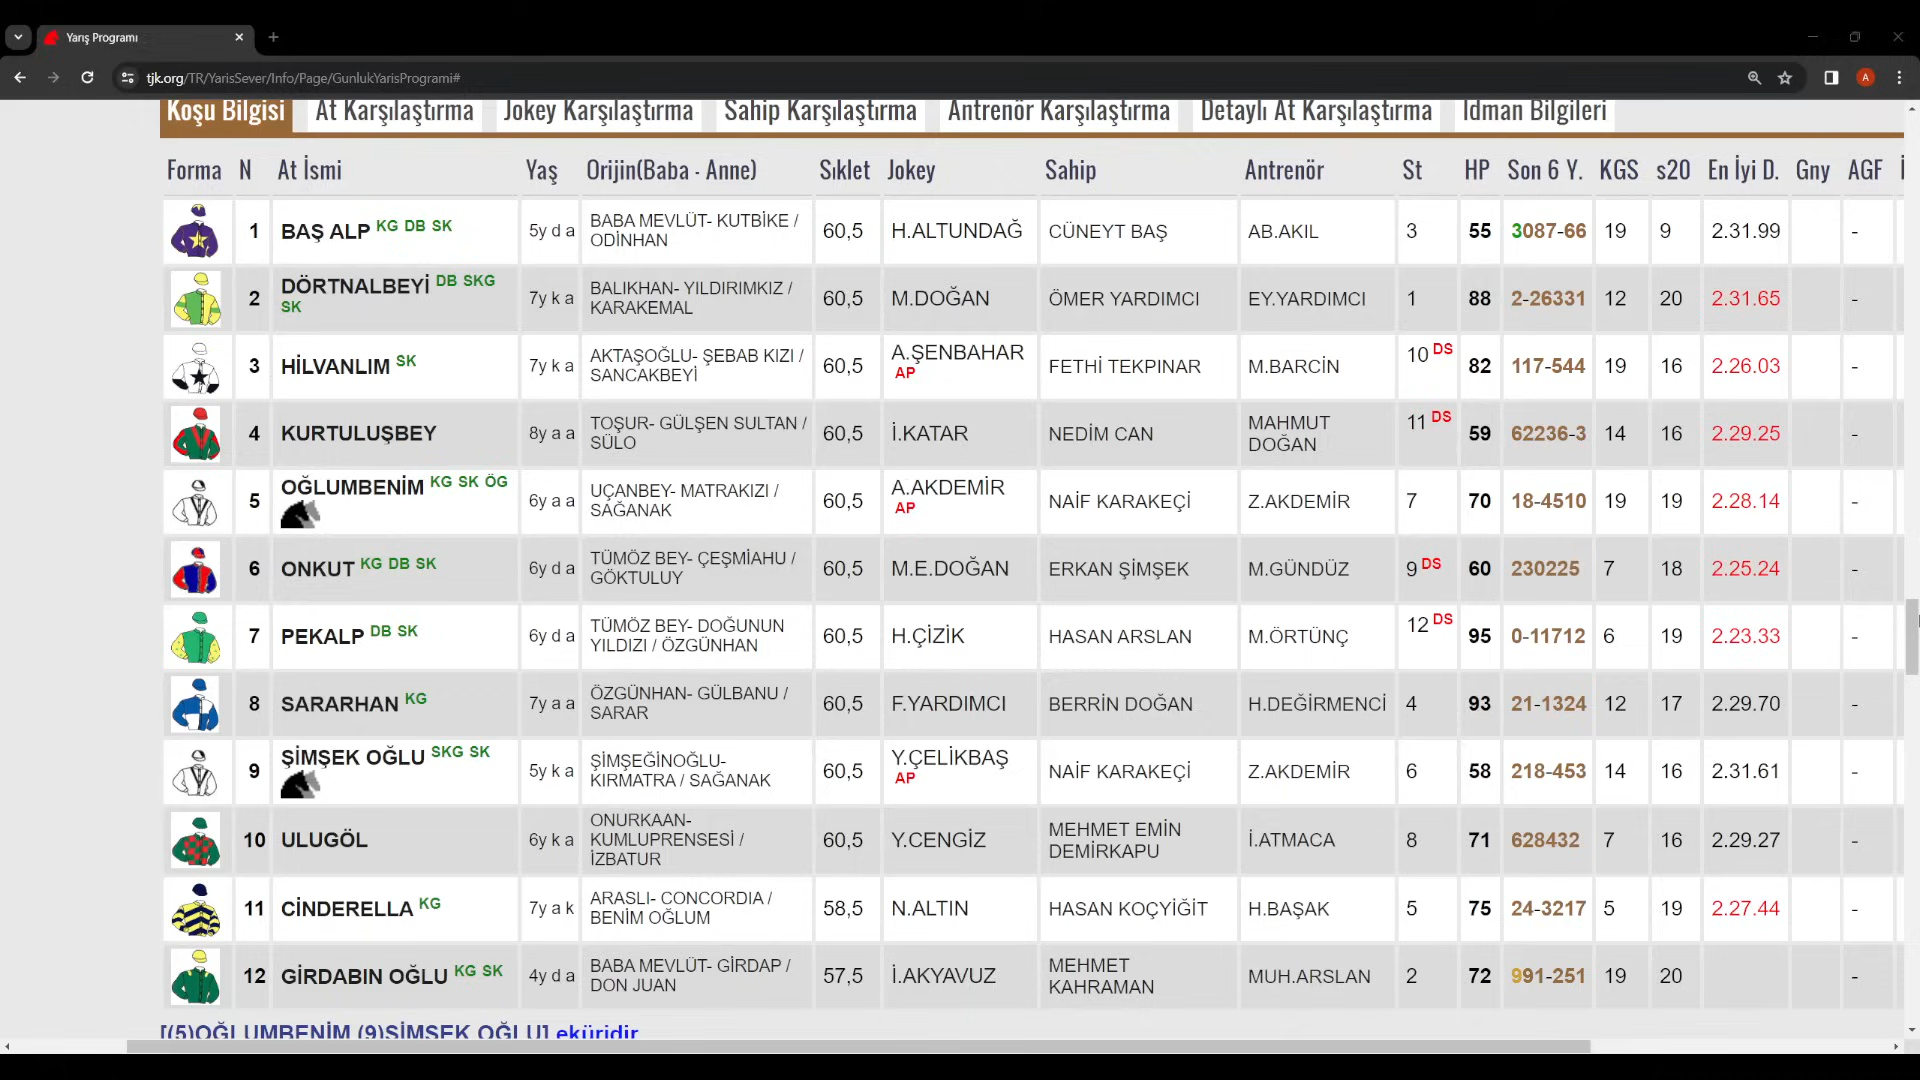 Yarış Programı
tjk.org/TR/YarisSever/Info/Page/GunlukYarisProgrami#
A
Koşu Bilgisi At Karşılaştırma Jokey Karşılaştırma Sahip Karşılaştırma Antrenör Karşılaştırma Detaylı At Karşılaştırma İdman Bilgileri
Forma N At İsmi Yaş Orijin(Baba - Anne) Sıklet Jokey Sahip Antrenör St HP Son 6 Y. KGS s20 En İyi D. Gny AGF
1 BAŞ ALP KG DB SK 5y d a BABA MEVLÜT- KUTBİKE / ODİNHAN 60,5 H.ALTUNDAĞ CÜNEYT BAŞ AB.AKIL 3 55 3087-66 19 9 2.31.99 -
2 DÖRTNALBEYİ DB SKG SK 7y k a BALIKHAN- YILDIRIMKIZ / KARAKEMAL 60,5 M.DOĞAN ÖMER YARDIMCI EY.YARDIMCI 1 88 2-26331 12 20 2.31.65 -
3 HİLVANLIM SK 7y k a AKTAŞOĞLU- ŞEBAB KIZI / SANCAKBEYİ 60,5 A.ŞENBAHAR AP FETHİ TEKPINAR M.BARCİN 10 DS 82 117-544 19 16 2.26.03 -
4 KURTULUŞBEY 8y a a TOŞUR- GÜLŞEN SULTAN / SÜLO 60,5 İ.KATAR NEDİM CAN MAHMUT DOĞAN 11 DS 59 62236-3 14 16 2.29.25 -
5 OĞLUMBENİM KG SK ÖG 6y a a UÇANBEY- MATRAKIZI / SAĞANAK 60,5 A.AKDEMİR AP NAİF KARAKEÇİ Z.AKDEMİR 7 70 18-4510 19 19 2.28.14 -
6 ONKUT KG DB SK 6y d a TÜMÖZ BEY- ÇEŞMİAHU / GÖKTULUY 60,5 M.E.DOĞAN ERKAN ŞİMŞEK M.GÜNDÜZ 9 DS 60 230225 7 18 2.25.24 -
7 PEKALP DB SK 6y d a TÜMÖZ BEY- DOĞUNUN YILDIZI / ÖZGÜNHAN 60,5 H.ÇİZİK HASAN ARSLAN M.ÖRTÜNÇ 12 DS 95 0-11712 6 19 2.23.33 -
8 SARARHAN KG 7y a a ÖZGÜNHAN- GÜLBANU / SARAR 60,5 F.YARDIMCI BERRİN DOĞAN H.DEĞİRMENCİ 4 93 21-1324 12 17 2.29.70 -
9 ŞİMŞEK OĞLU SKG SK 5y k a ŞİMŞEĞİNOĞLU- KIRMATRA / SAĞANAK 60,5 Y.ÇELİKBAŞ AP NAİF KARAKEÇİ Z.AKDEMİR 6 58 218-453 14 16 2.31.61 -
10 ULUGÖL 6y k a ONURKAAN- KUMLUPRENSESİ / İZBATUR 60,5 Y.CENGİZ MEHMET EMİN DEMİRKAPU İ.ATMACA 8 71 628432 7 16 2.29.27 -
11 CİNDERELLA KG 7y a k ARASLI- CONCORDIA / BENİM OĞLUM 58,5 N.ALTIN HASAN KOÇYİĞİT H.BAŞAK 5 75 24-3217 5 19 2.27.44 -
12 GİRDABIN OĞLU KG SK 4y d a BABA MEVLÜT- GİRDAP / DON JUAN 57,5 İ.AKYAVUZ MEHMET KAHRAMAN MUH.ARSLAN 2 72 991-251 19 20 -
[(5)OĞLUMBENİM (9)ŞİMŞEK OĞLU] eküridir